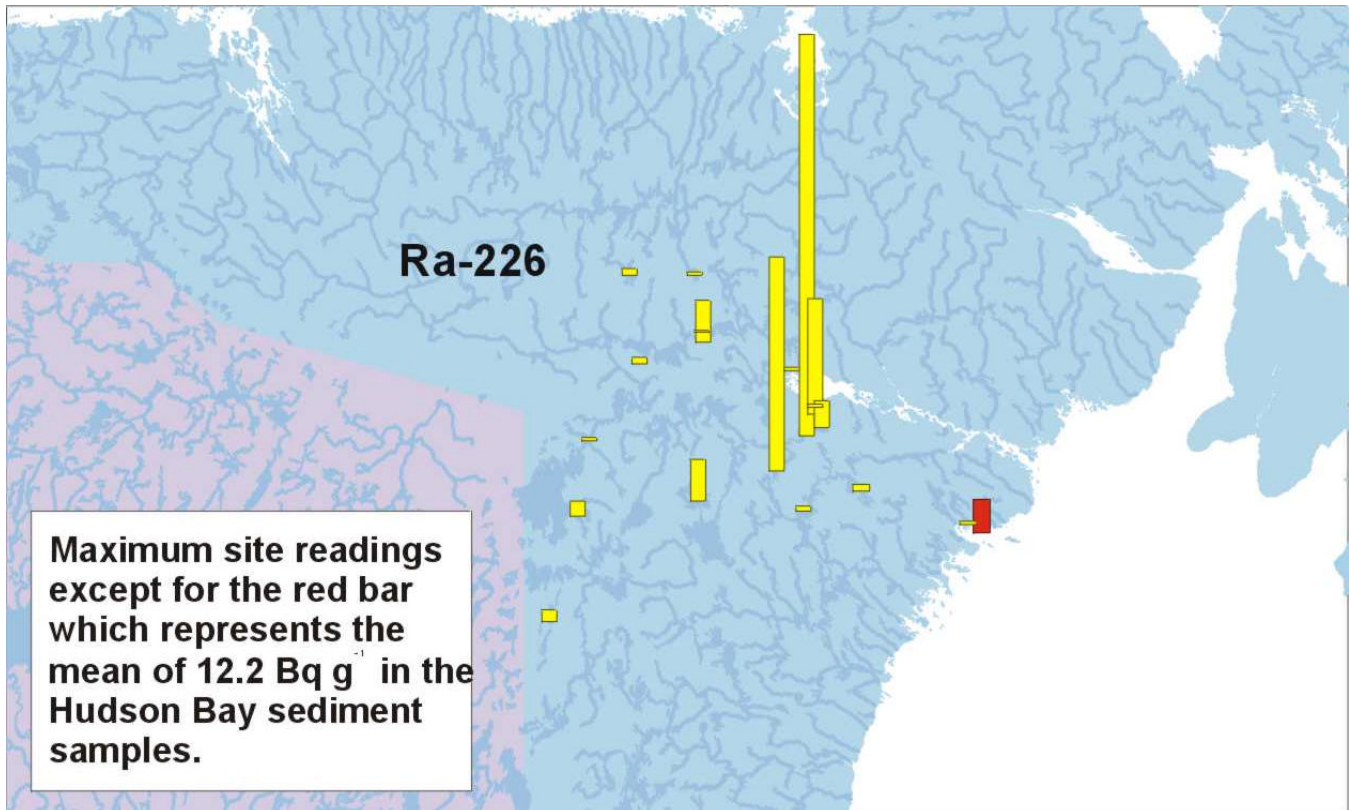 Ra-226
Maximum site readings
except for the red bar
which represents the
mean of 12.2 Bq g⁻¹ in the
Hudson Bay sediment
samples.